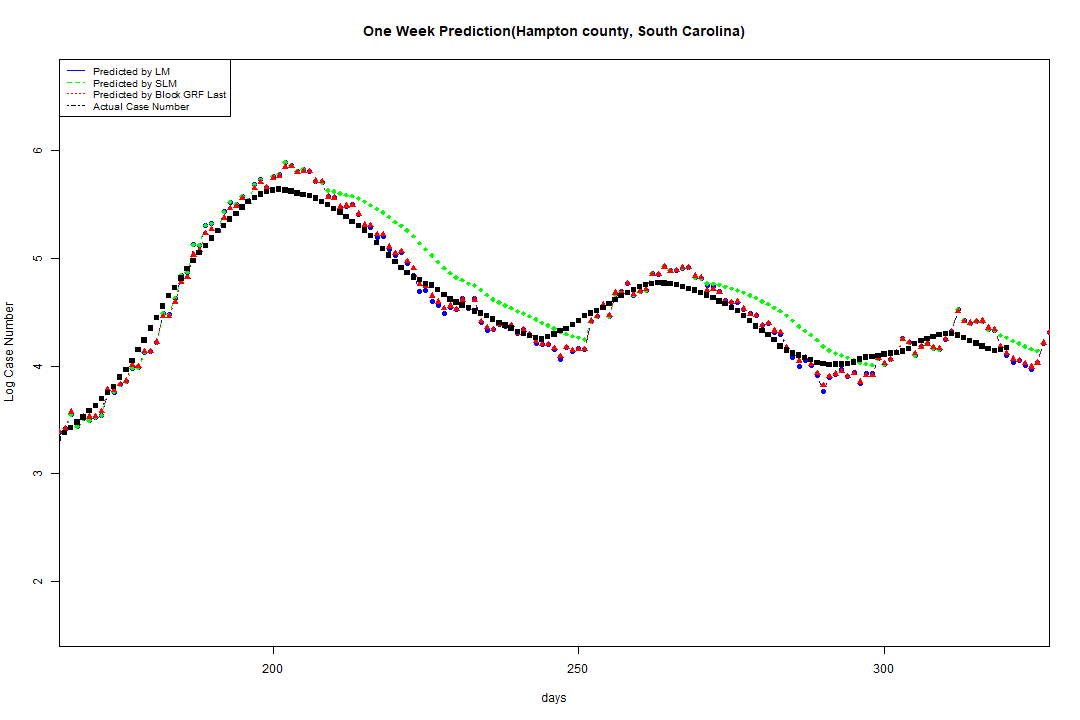 One Week Prediction(Hampton county, South Carolina)
Predicted by LM
Predicted by SLM
Predicted by Block GRF Last
Actual Case Number
6
5
4
3
2
Log Case Number
200 250 300
days